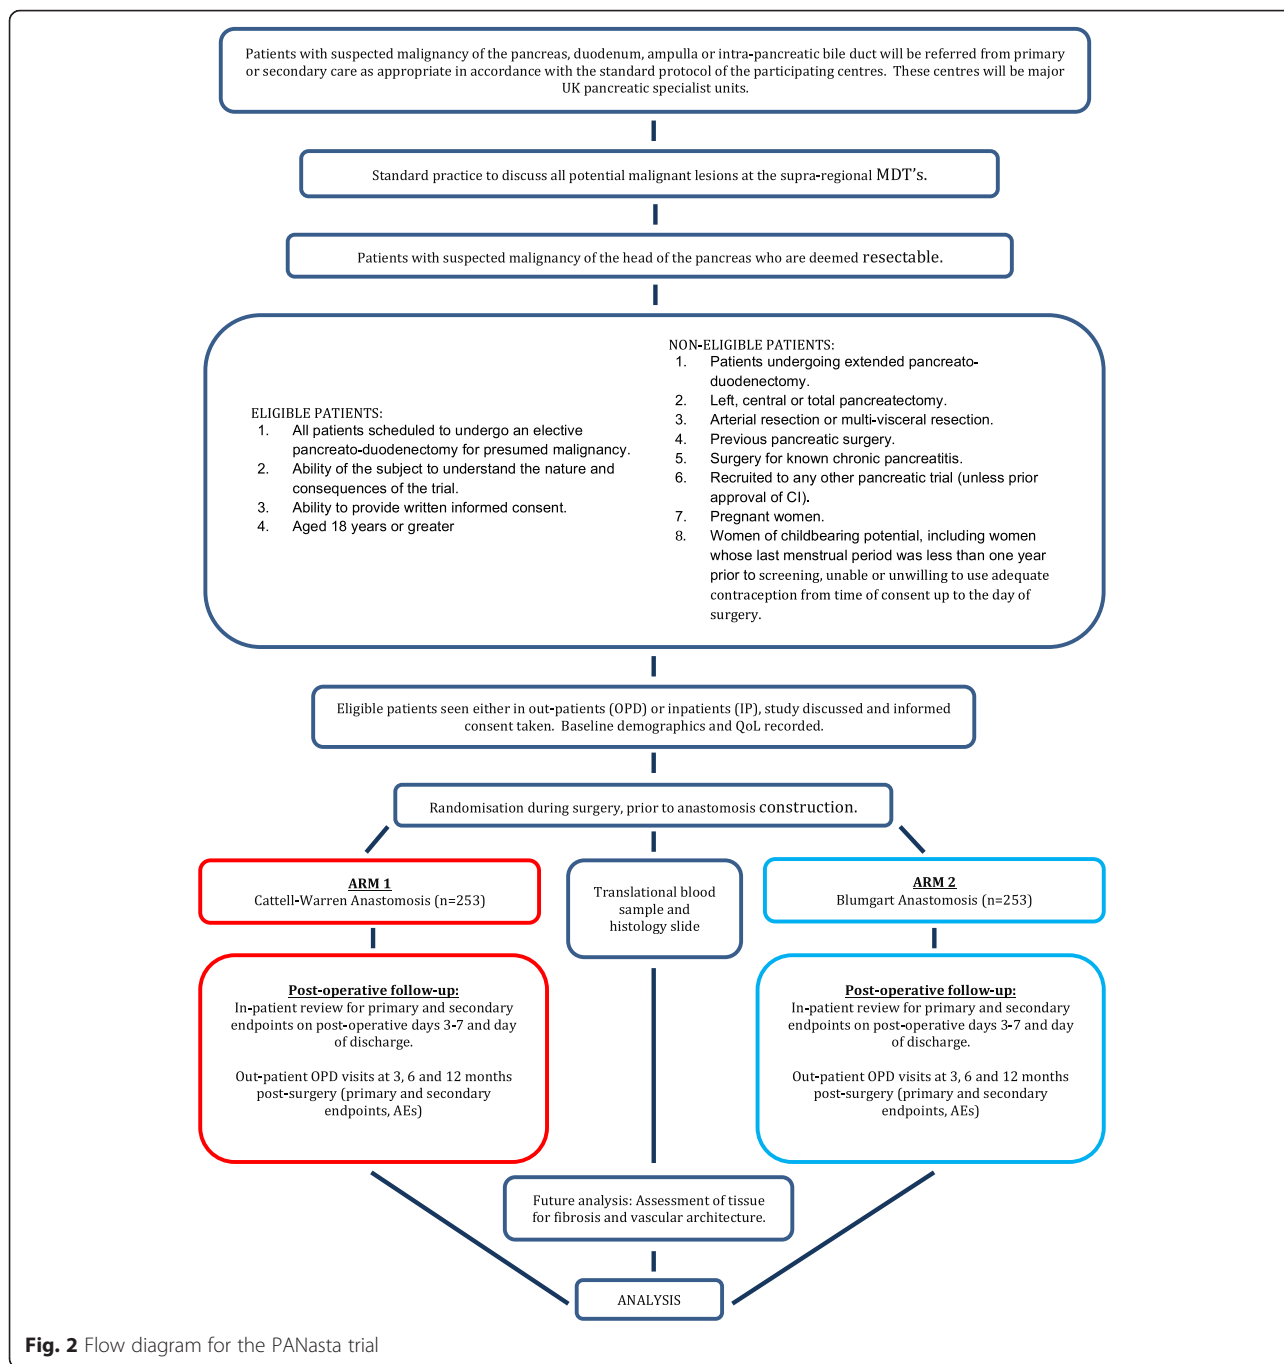 Patients with suspected malignancy of the pancreas, duodenum, ampulla or intra-pancreatic bile duct will be referred from primary
or secondary care as appropriate in accordance with the standard protocol of the participating centres.  These centres will be major
UK pancreatic specialist units.
Standard practice to discuss all potential malignant lesions at the supra-regional MDT's.
Patients with suspected malignancy of the head of the pancreas who are deemed resectable.
ELIGIBLE PATIENTS:
1. All patients scheduled to undergo an elective
pancreato-duodenectomy for presumed malignancy.
2. Ability of the subject to understand the nature and
consequences of the trial.
3. Ability to provide written informed consent.
4. Aged 18 years or greater
NON-ELIGIBLE PATIENTS:
1. Patients undergoing extended pancreato-
duodenectomy.
2. Left, central or total pancreatectomy.
3. Arterial resection or multi-visceral resection.
4. Previous pancreatic surgery.
5. Surgery for known chronic pancreatitis.
6. Recruited to any other pancreatic trial (unless prior
approval of CI).
7. Pregnant women.
8. Women of childbearing potential, including women
whose last menstrual period was less than one year
prior to screening, unable or unwilling to use adequate
contraception from time of consent up to the day of
surgery.
Eligible patients seen either in out-patients (OPD) or inpatients (IP), study discussed and informed
consent taken.  Baseline demographics and QoL recorded.
Randomisation during surgery, prior to anastomosis construction.
ARM 1
Cattell-Warren Anastomosis (n=253)
Translational blood
sample and
histology slide
ARM 2
Blumgart Anastomosis (n=253)
Post-operative follow-up:
In-patient review for primary and secondary
endpoints on post-operative days 3-7 and day
of discharge.
Out-patient OPD visits at 3, 6 and 12 months
post-surgery (primary and secondary
endpoints, AEs)
Post-operative follow-up:
In-patient review for primary and secondary
endpoints on post-operative days 3-7 and day
of discharge.
Out-patient OPD visits at 3, 6 and 12 months
post-surgery (primary and secondary
endpoints, AEs)
Future analysis: Assessment of tissue
for fibrosis and vascular architecture.
ANALYSIS
Fig. 2 Flow diagram for the PANasta trial